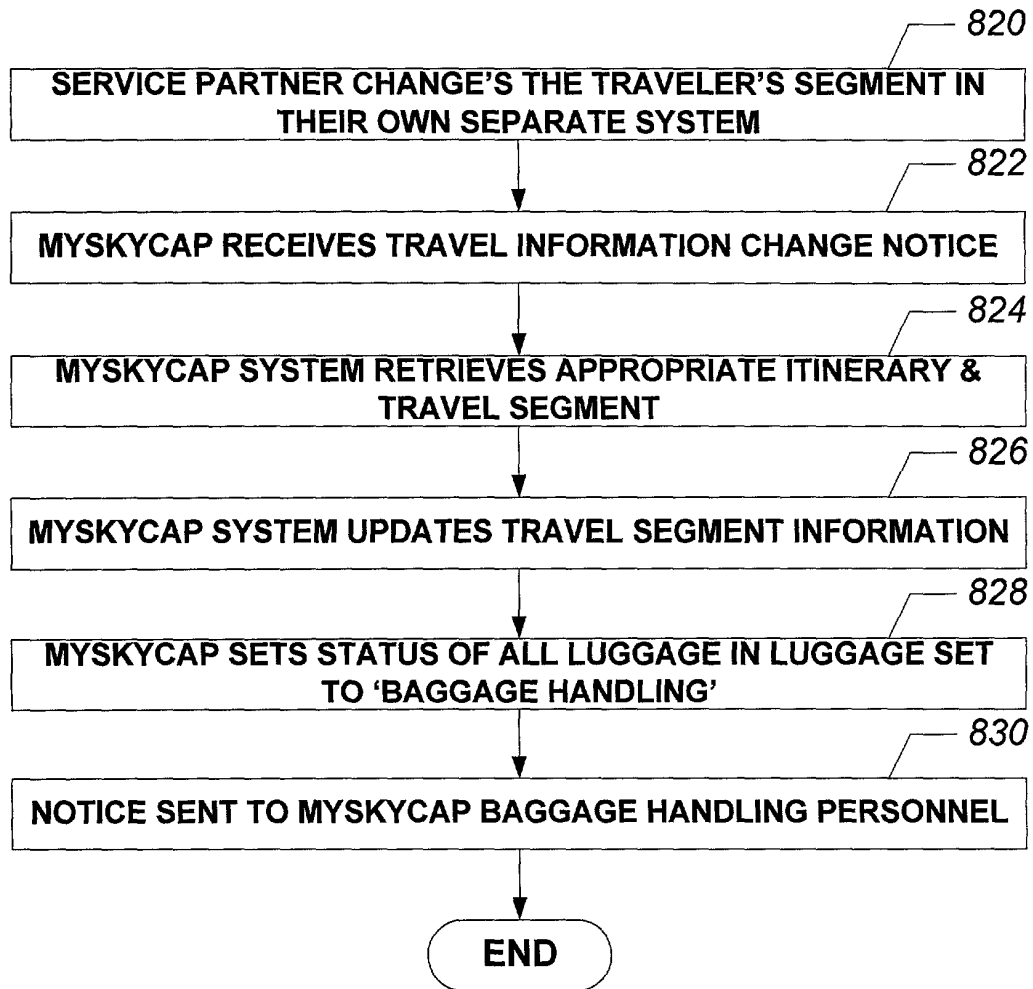 820
SERVICE PARTNER CHANGE'S THE TRAVELER'S SEGMENT IN
THEIR OWN SEPARATE SYSTEM
822
MYSKYCAP RECEIVES TRAVEL INFORMATION CHANGE NOTICE
824
MYSKYCAP SYSTEM RETRIEVES APPROPRIATE ITINERARY &
TRAVEL SEGMENT
826
MYSKYCAP SYSTEM UPDATES TRAVEL SEGMENT INFORMATION
828
MYSKYCAP SETS STATUS OF ALL LUGGAGE IN LUGGAGE SET
TO 'BAGGAGE HANDLING'
830
NOTICE SENT TO MYSKYCAP BAGGAGE HANDLING PERSONNEL
END